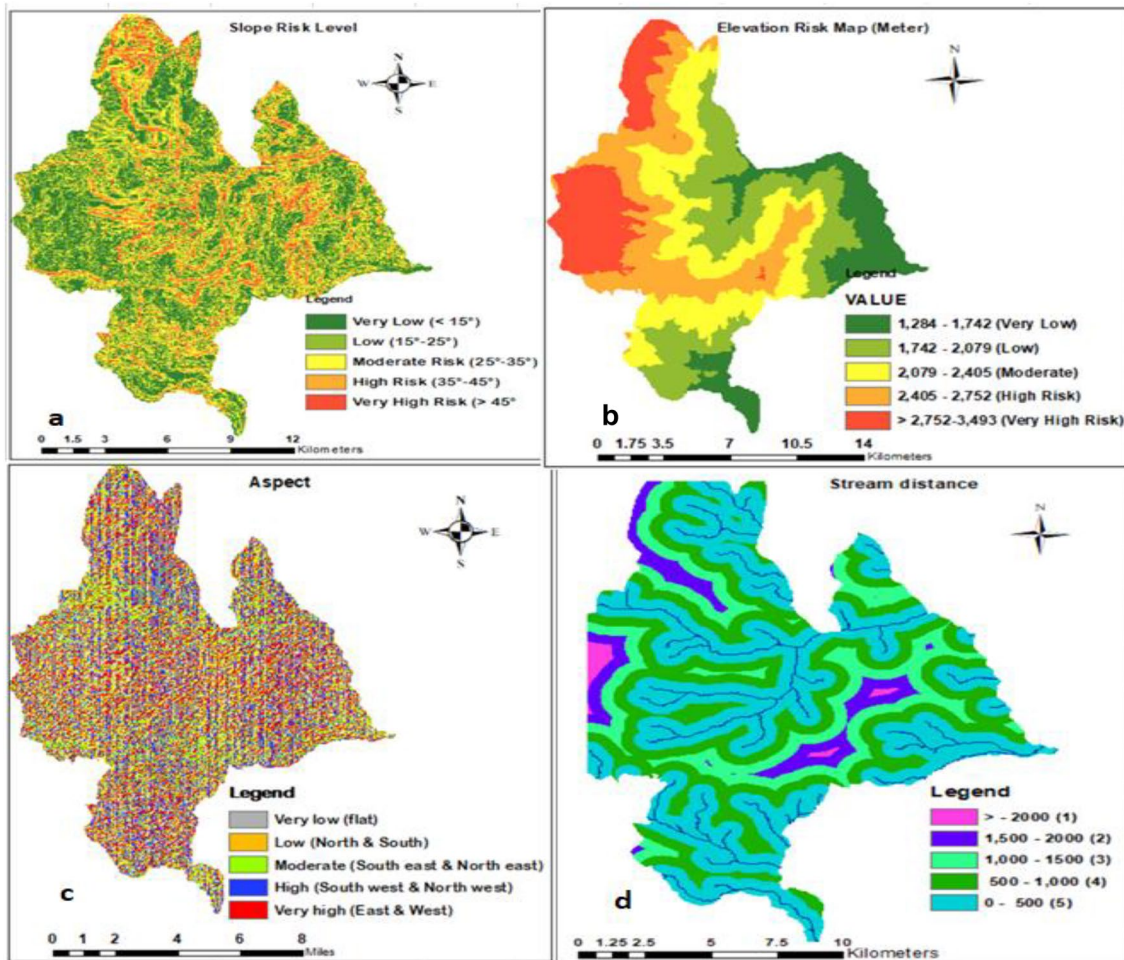 Slope Risk Level
N
W E
S
Legend
Very Low (< 15°)
Low (15°-25°)
Moderate Risk (25°-35°)
High Risk (35°-45°)
Very High Risk (> 45°
a
0 1.5 3 6 9 12
Kilometers
Elevation Risk Map (Meter)
N
Legend
VALUE
1,284 - 1,742 (Very Low)
1,742 - 2,079 (Low)
2,079 - 2,405 (Moderate)
2,405 - 2,752 (High Risk)
> 2,752-3,493 (Very High Risk)
b
0 1.75 3.5 7 10.5 14
Kilometers
Aspect
N
W E
S
Legend
Very low (flat)
Low (North & South)
Moderate (South east & North east)
High (South west & North west)
Very high (East & West)
c
0 1 2 4 6 8
Miles
Stream distance
N
Legend
> - 2000 (1)
1,500 - 2000 (2)
1,000 - 1500 (3)
500 - 1,000 (4)
0 - 500 (5)
d
0 1.25 2.5 5 7.5 10
Kilometers